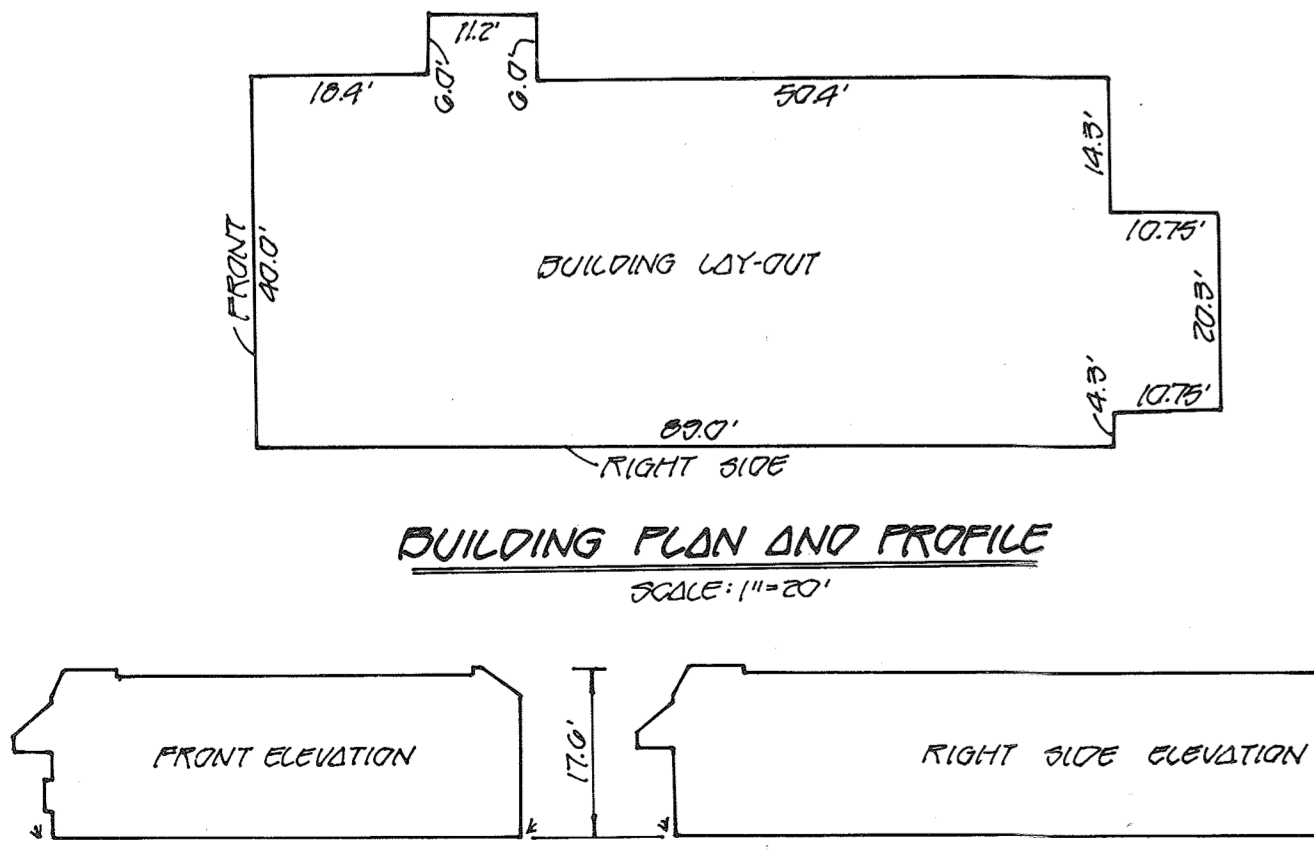 11.2'
18.4'
6.0'
6.0'
59.4'
14.3'
10.75'
FRONT
40.0'
BUILDING LAY-OUT
20.3'
4.3'
10.75'
89.0'
RIGHT SIDE
BUILDING PLAN AND PROFILE
SCALE: 1"=20'
FRONT ELEVATION
17.6'
RIGHT SIDE ELEVATION